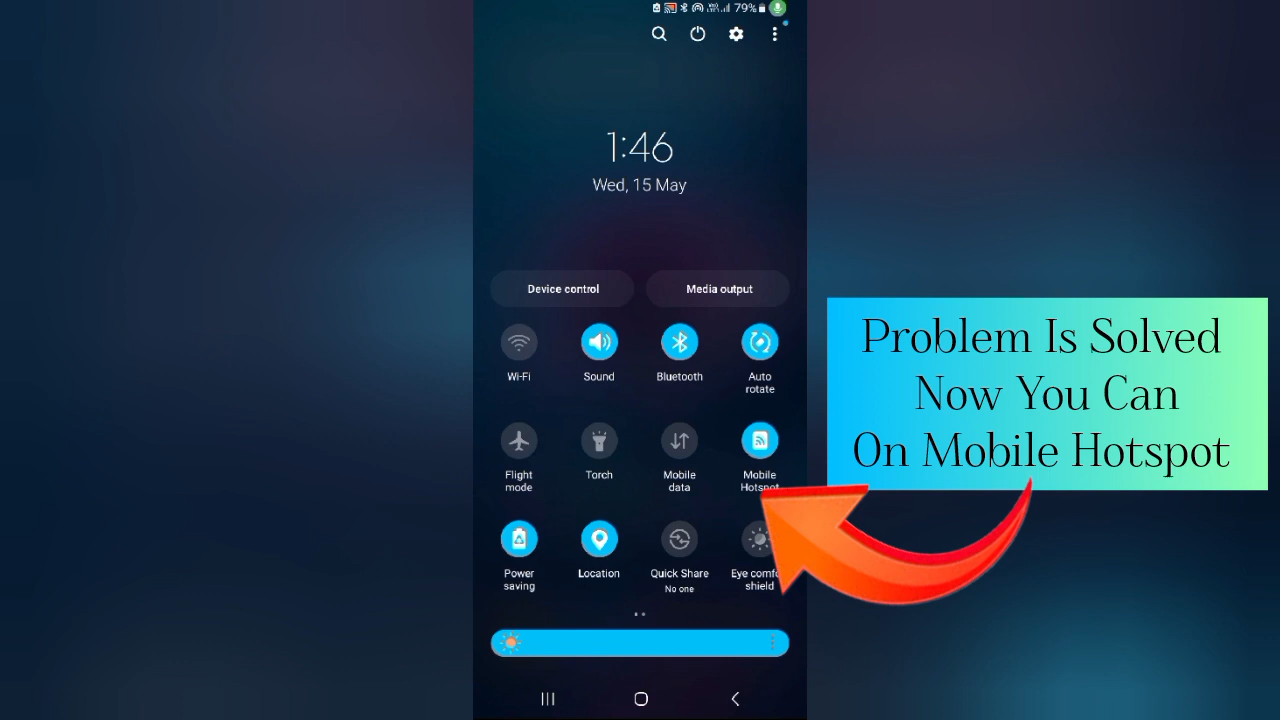 79%
1:46
Wed, 15 May
Device control
Media output
Wi-Fi
Sound
Bluetooth
Auto
rotate
Flight
mode
Torch
Mobile
data
Mobile
Hotspot
Power
saving
Location
Quick Share
No one
Eye comfo
shield
Problem Is Solved
Now You Can
On Mobile Hotspot